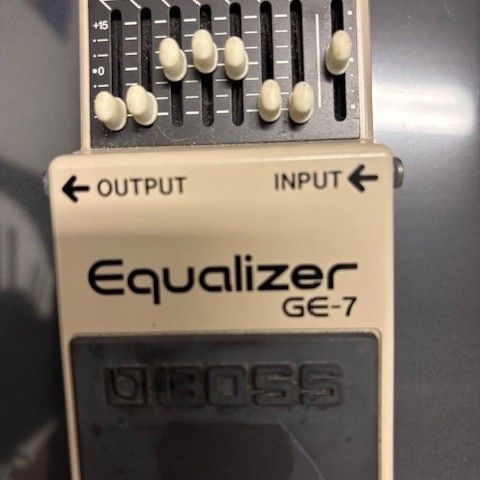 +15
0
← OUTPUT INPUT ←
Equalizer
GE-7
BOSS